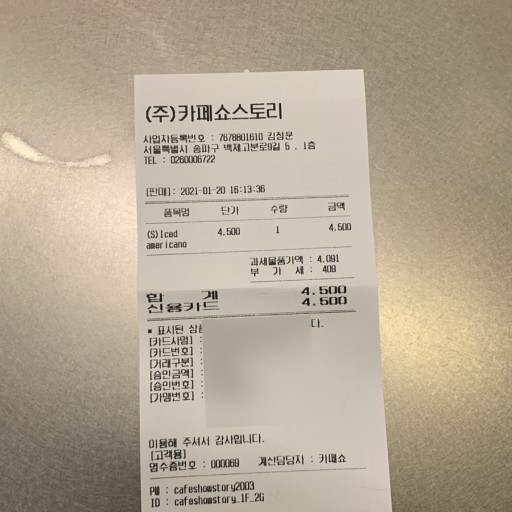 (주)카페쇼스토리
사업자등록번호 : 7678801610 김정문
서울특별시 송파구 백제고분로9길 5 , 1층
TEL : 0260006722
[판매]: 2021-01-20 16:13:36
품목명 단가 수량 금액
(S)Iced 4,500 1 4,500
americano
과세물품가액 : 4,091
부 가 세 : 409
합 계 4,500
신용카드 4,500
* 표시된 상품 다.
[카드사명] :
[카드번호] :
[거래구분] :
[승인금액] :
[승인번호] :
[가맹번호] :
이용해 주셔서 감사합니다.
[고객용]
영수증번호 : 000069 계산담당자 : 카페쇼
PW : cafeshowstory2003
ID : cafeshowstory_1F_2G